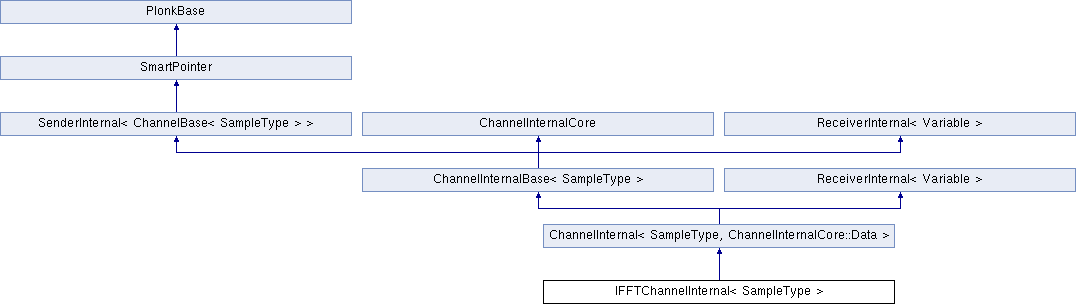 PlonkBase
SmartPointer
SenderInternal< ChannelBase< SampleType > >
ChannelInternalCore
ReceiverInternal< Variable >
ChannelInternalBase< SampleType >
ReceiverInternal< Variable >
ChannelInternal< SampleType, ChannelInternalCore::Data >
IFFTChannelInternal< SampleType >